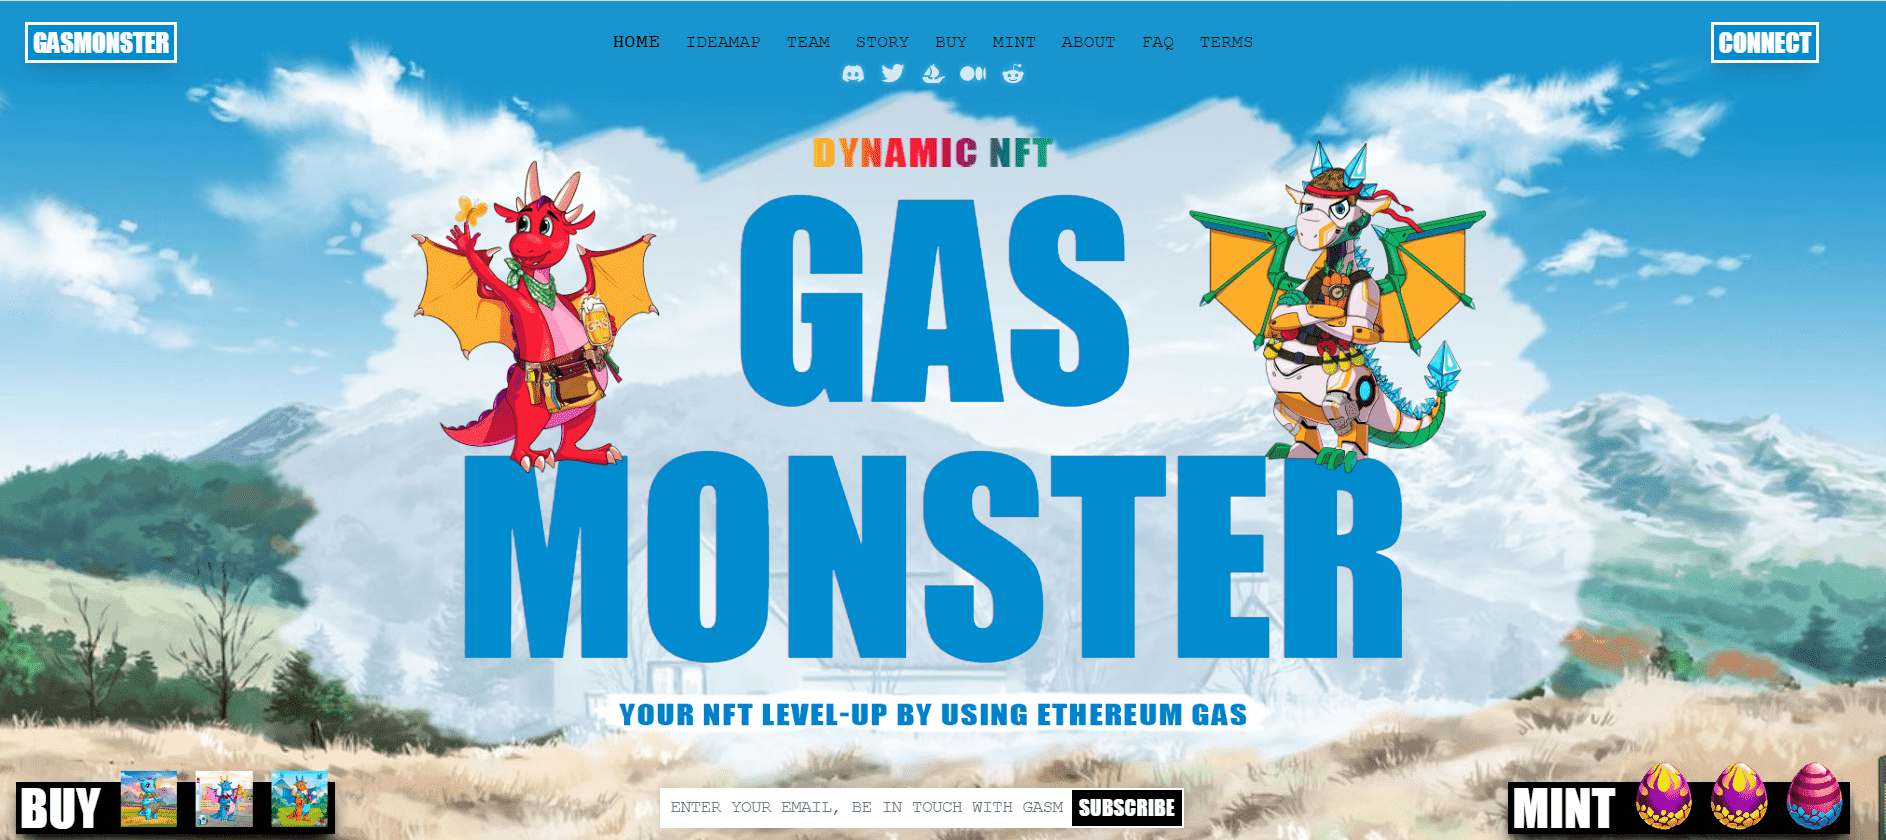 GASMONSTER
HOME IDEAMAP TEAM STORY BUY MINT ABOUT FAQ TERMS
CONNECT
DYNAMIC NFT
GAS
MONSTER
GAS
YOUR NFT LEVEL-UP BY USING ETHEREUM GAS
BUY
ENTER YOUR EMAIL, BE IN TOUCH WITH GASM
SUBSCRIBE
MINT